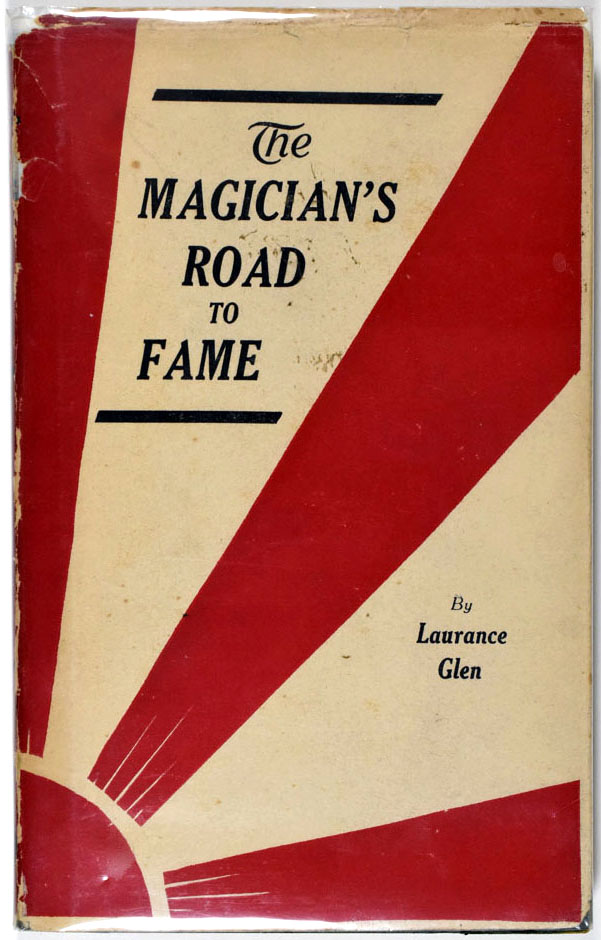 The
MAGICIAN'S
ROAD
TO
FAME
By
Laurance
Glen